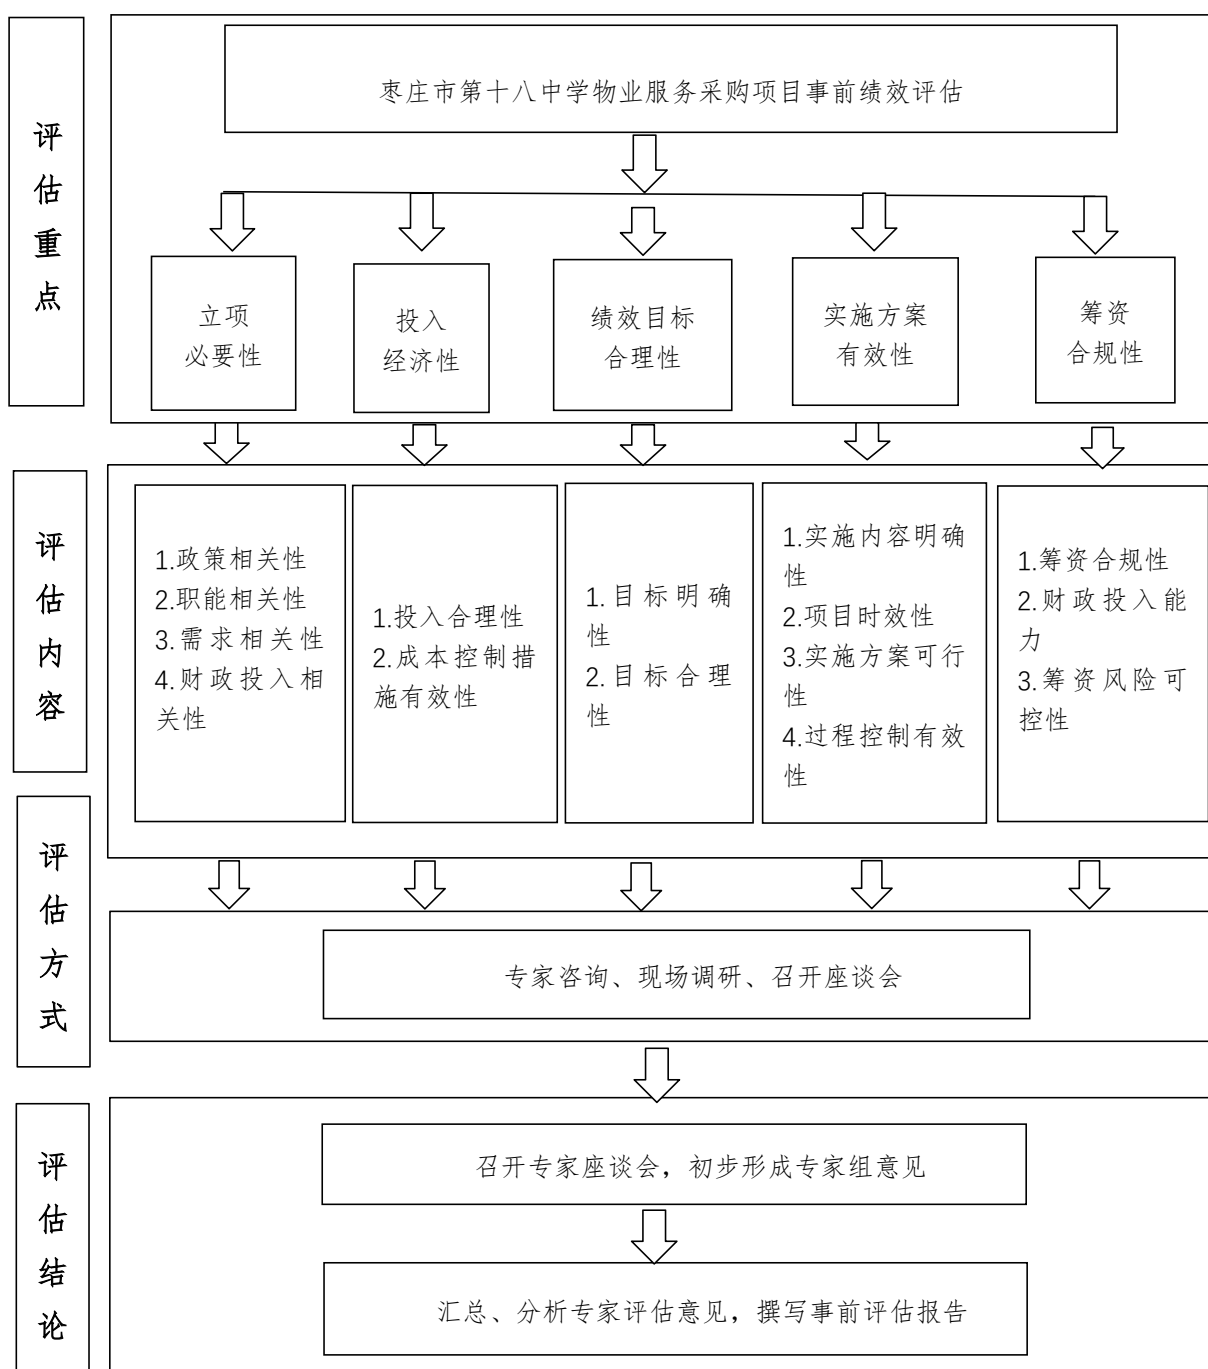 评估重点
枣庄市第十八中学物业服务采购项目事前绩效评估
立项
必要性
投入
经济性
绩效目标
合理性
实施方案
有效性
筹资
合规性
评估内容
1.政策相关性
2.职能相关性
3.需求相关性
4.财政投入相
关性
1.投入合理性
2.成本控制措
施有效性
1.目标明确
性
2.目标合理
性
1.实施内容明确
性
2.项目时效性
3.实施方案可行
性
4.过程控制有效
性
1.筹资合规性
2.财政投入能
力
3.筹资风险可
控性
评估方式
专家咨询、现场调研、召开座谈会
评估结论
召开专家座谈会，初步形成专家组意见
汇总、分析专家评估意见，撰写事前评估报告